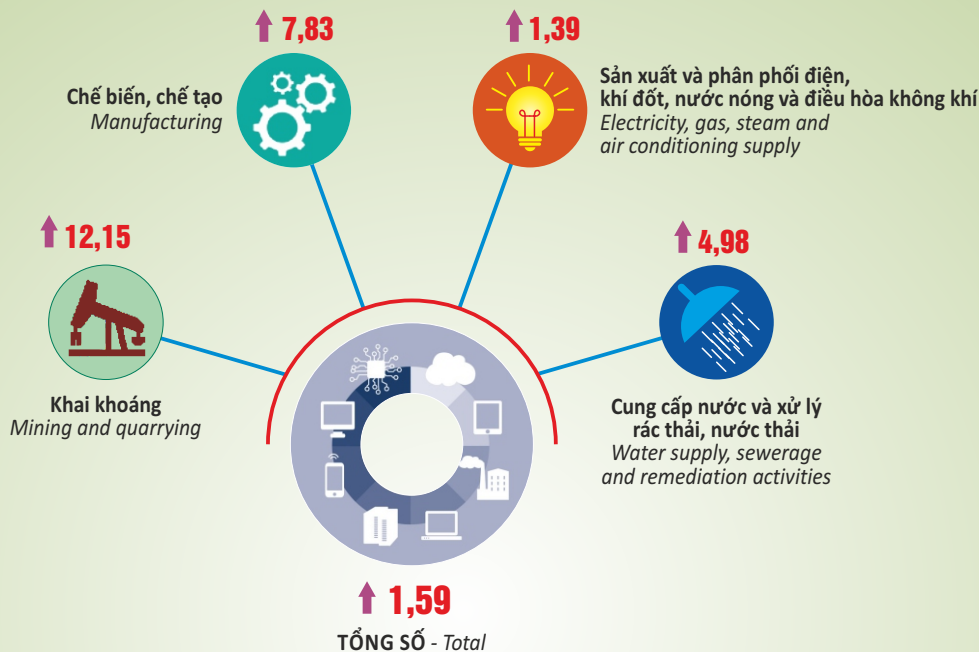 7,83
Chế biến, chế tạo
Manufacturing
1,39
Sản xuất và phân phối điện,
khí đốt, nước nóng và điều hòa không khí
Electricity, gas, steam and
air conditioning supply
12,15
Khai khoáng
Mining and quarrying
4,98
Cung cấp nước và xử lý
rác thải, nước thải
Water supply, sewerage
and remediation activities
1,59
TỔNG SỐ - Total